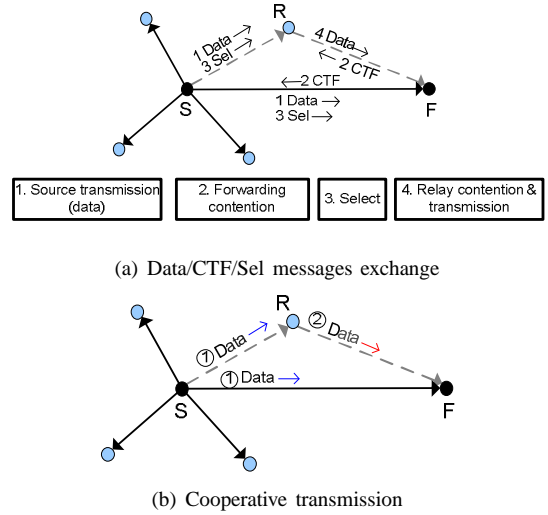 R
1 Data →
3 Sel →
4 Data→
← 2 CTF
←2 CTF
S
1 Data →
3 Sel →
F
1. Source transmission
(data)
2. Forwarding
contention
3. Select
4. Relay contention &
transmission
(a) Data/CTF/Sel messages exchange
R
① Data →
② Data →
① Data →
S
F
(b) Cooperative transmission